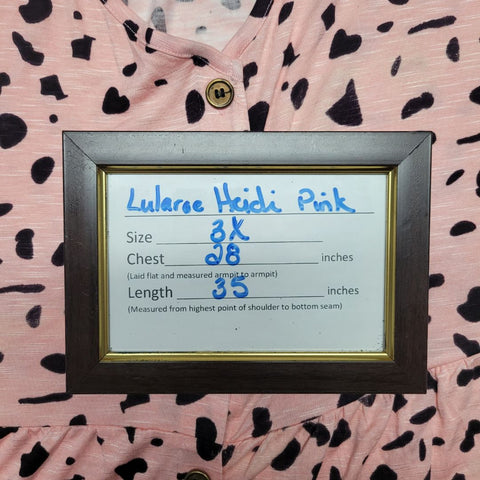 Lularoe Heidi Pink
Size 3X
Chest 28 inches
(Laid flat and measured armpit to armpit)
Length 35 inches
(Measured from highest point of shoulder to bottom seam)